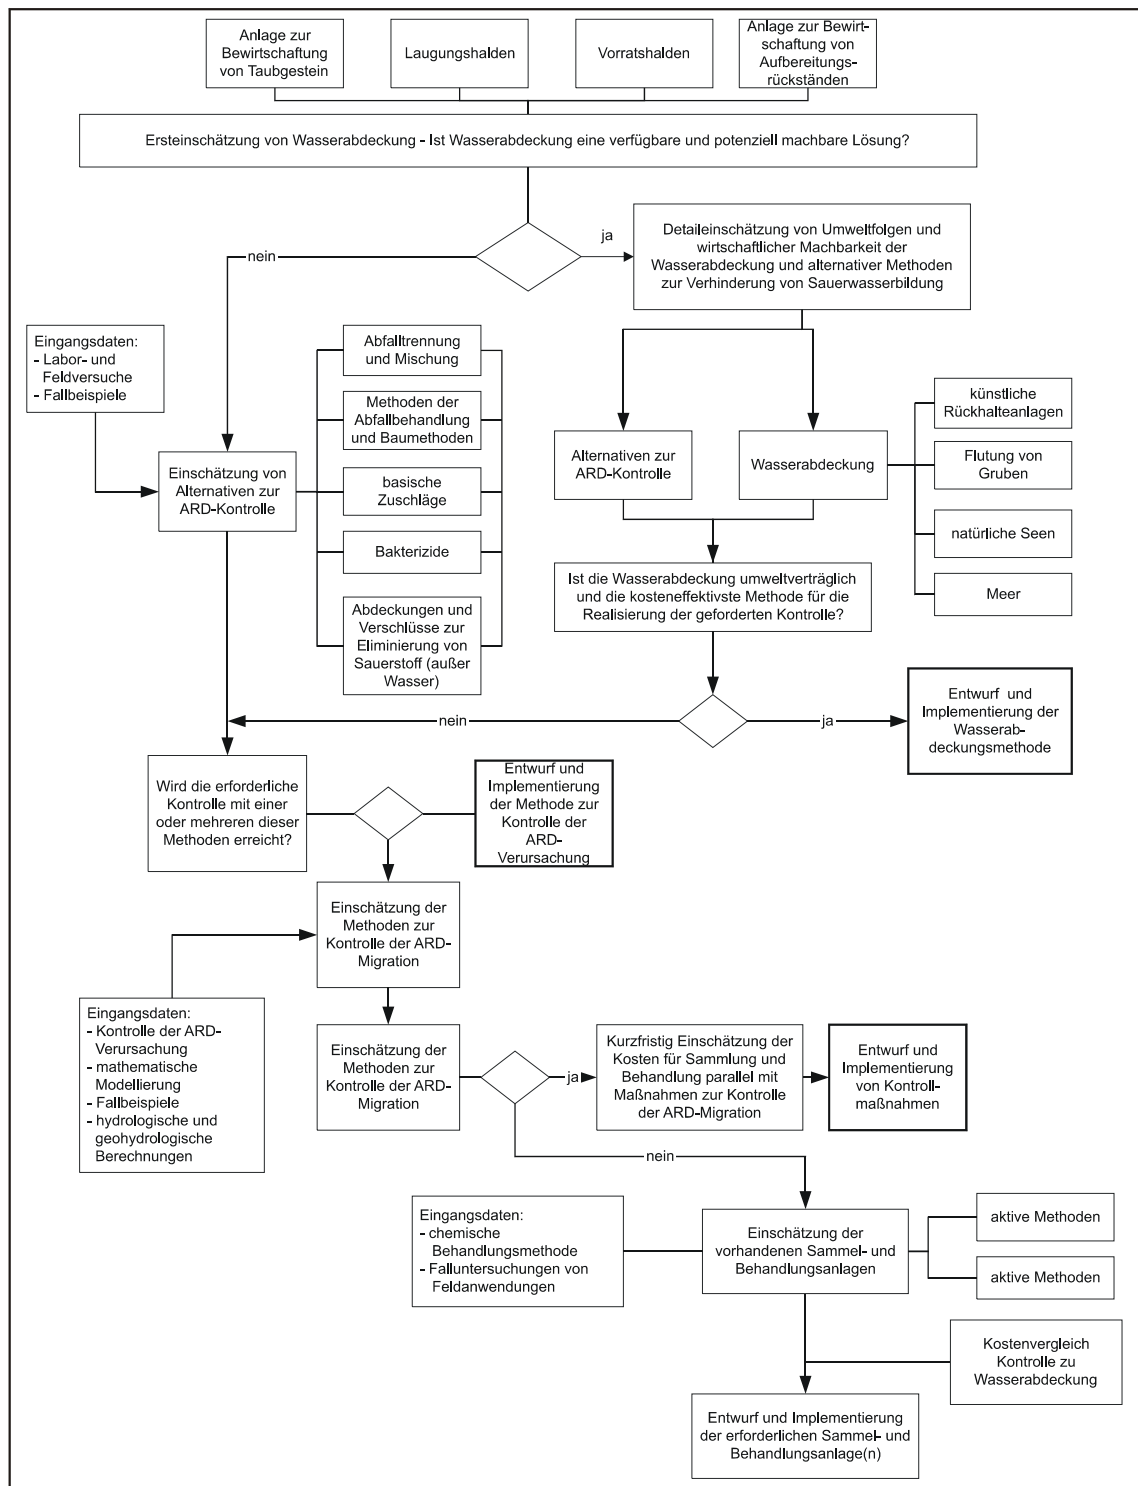 Anlage zur
Bewirtschaftung
von Taubgestein
Laugungshalden
Vorratshalden
Anlage zur Bewirt-
schaftung von
Aufbereitungs-
rückständen
Ersteinschätzung von Wasserabdeckung - Ist Wasserabdeckung eine verfügbare und potenziell machbare Lösung?
ja
nein
Detaileinschätzung von Umweltfolgen und
wirtschaftlicher Machbarkeit der
Wasserabdeckung und alternativer Methoden
zur Verhinderung von Sauerwasserbildung
Eingangsdaten:
- Labor- und
Feldversuche
- Fallbeispiele
Einschätzung von
Alternativen zur
ARD-Kontrolle
Abfalltrennung
und Mischung
Methoden der
Abfallbehandlung
und Baumethoden
basische
Zuschläge
Bakterizide
Abdeckungen und
Verschlüsse zur
Eliminierung von
Sauerstoff (außer
Wasser)
Alternativen zur
ARD-Kontrolle
Wasserabdeckung
künstliche
Rückhalteanlagen
Flutung von
Gruben
natürliche Seen
Meer
Ist die Wasserabdeckung umweltverträglich
und die kosteneffektivste Methode für die
Realisierung der geforderten Kontrolle?
nein
ja
Entwurf und
Implementierung der
Wasserab-
deckungsmethode
Wird die erforderliche
Kontrolle mit einer
oder mehreren dieser
Methoden erreicht?
Entwurf und
Implementierung
der Methode zur
Kontrolle der
ARD-
Verursachung
Einschätzung der
Methoden zur
Kontrolle der ARD-
Migration
Eingangsdaten:
- Kontrolle der ARD-
Verursachung
- mathematische
Modellierung
- Fallbeispiele
- hydrologische und
geohydrologische
Berechnungen
Einschätzung der
Methoden zur
Kontrolle der ARD-
Migration
ja
Kurzfristig Einschätzung der
Kosten für Sammlung und
Behandlung parallel mit
Maßnahmen zur Kontrolle
der ARD-Migration
Entwurf und
Implementierung
von Kontroll-
maßnahmen
nein
Eingangsdaten:
- chemische
Behandlungsmethode
- Falluntersuchungen von
Feldanwendungen
Einschätzung der
vorhandenen Sammel- und
Behandlungsanlagen
aktive Methoden
aktive Methoden
Kostenvergleich
Kontrolle zu
Wasserabdeckung
Entwurf und Implementierung
der erforderlichen Sammel- und
Behandlungsanlage(n)